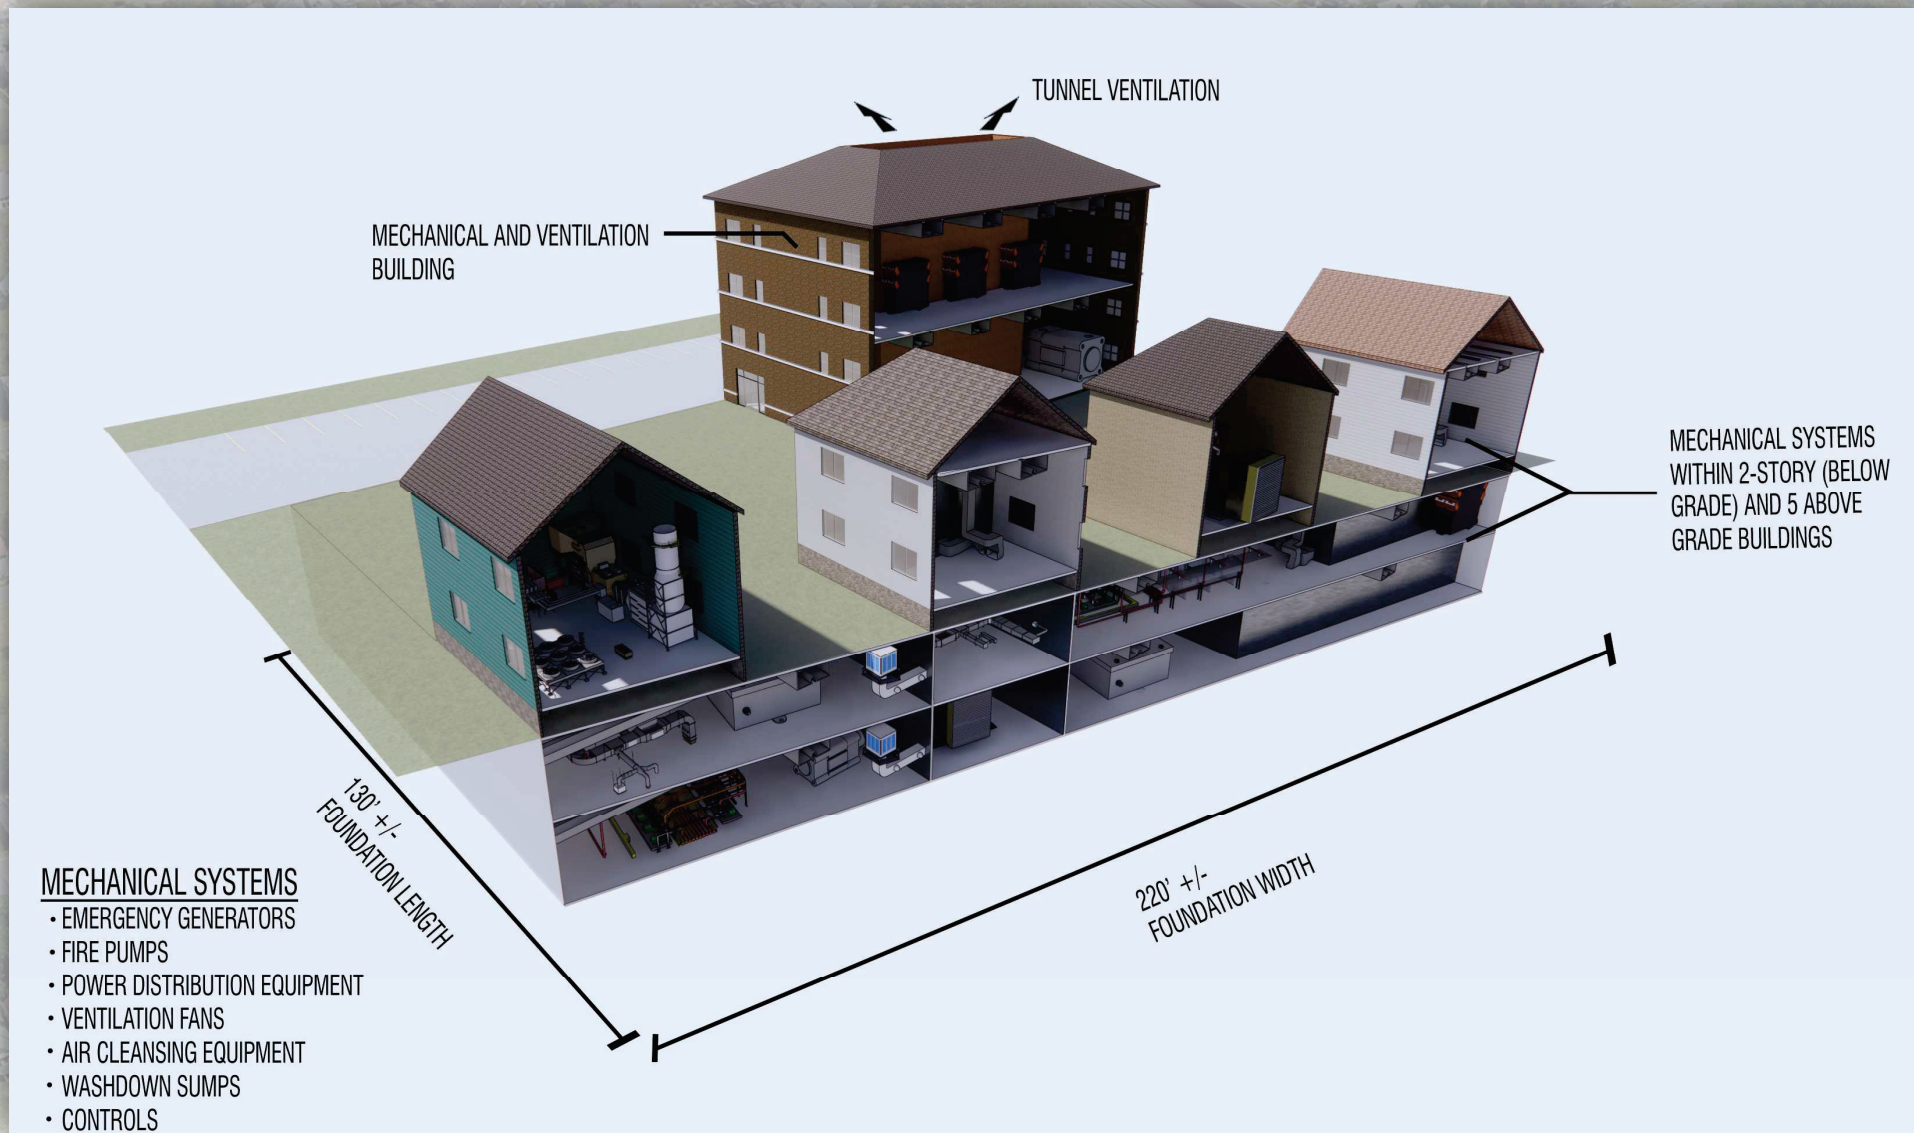 TUNNEL VENTILATION
MECHANICAL AND VENTILATION
BUILDING
MECHANICAL SYSTEMS
WITHIN 2-STORY (BELOW
GRADE) AND 5 ABOVE
GRADE BUILDINGS
130' +/-
FOUNDATION LENGTH
220' +/-
FOUNDATION WIDTH
MECHANICAL SYSTEMS
• EMERGENCY GENERATORS
• FIRE PUMPS
• POWER DISTRIBUTION EQUIPMENT
• VENTILATION FANS
• AIR CLEANSING EQUIPMENT
• WASHDOWN SUMPS
• CONTROLS